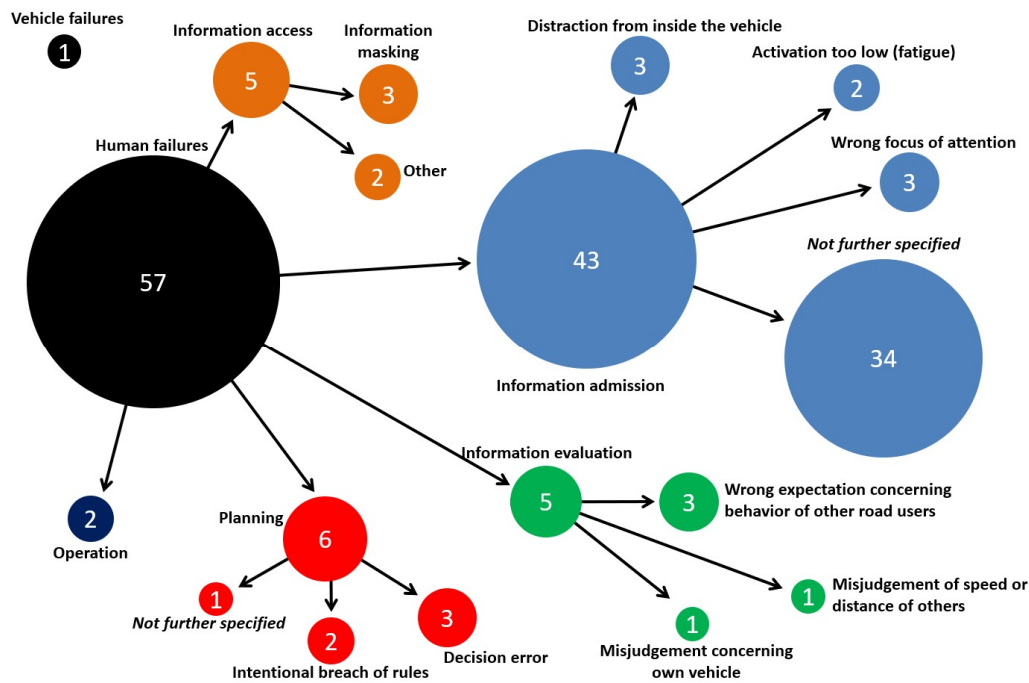 Vehicle failures
1
Information access
5
Information
masking
3
2
Other
Human failures
57
Distraction from inside the vehicle
3
Activation too low (fatigue)
2
Wrong focus of attention
3
Not further specified
34
43
Information admission
Information evaluation
5
3
Wrong expectation concerning
behavior of other road users
1
Misjudgement of speed or
distance of others
1
Misjudgement concerning
own vehicle
2
Operation
Planning
6
1
Not further specified
2
Intentional breach of rules
3
Decision error